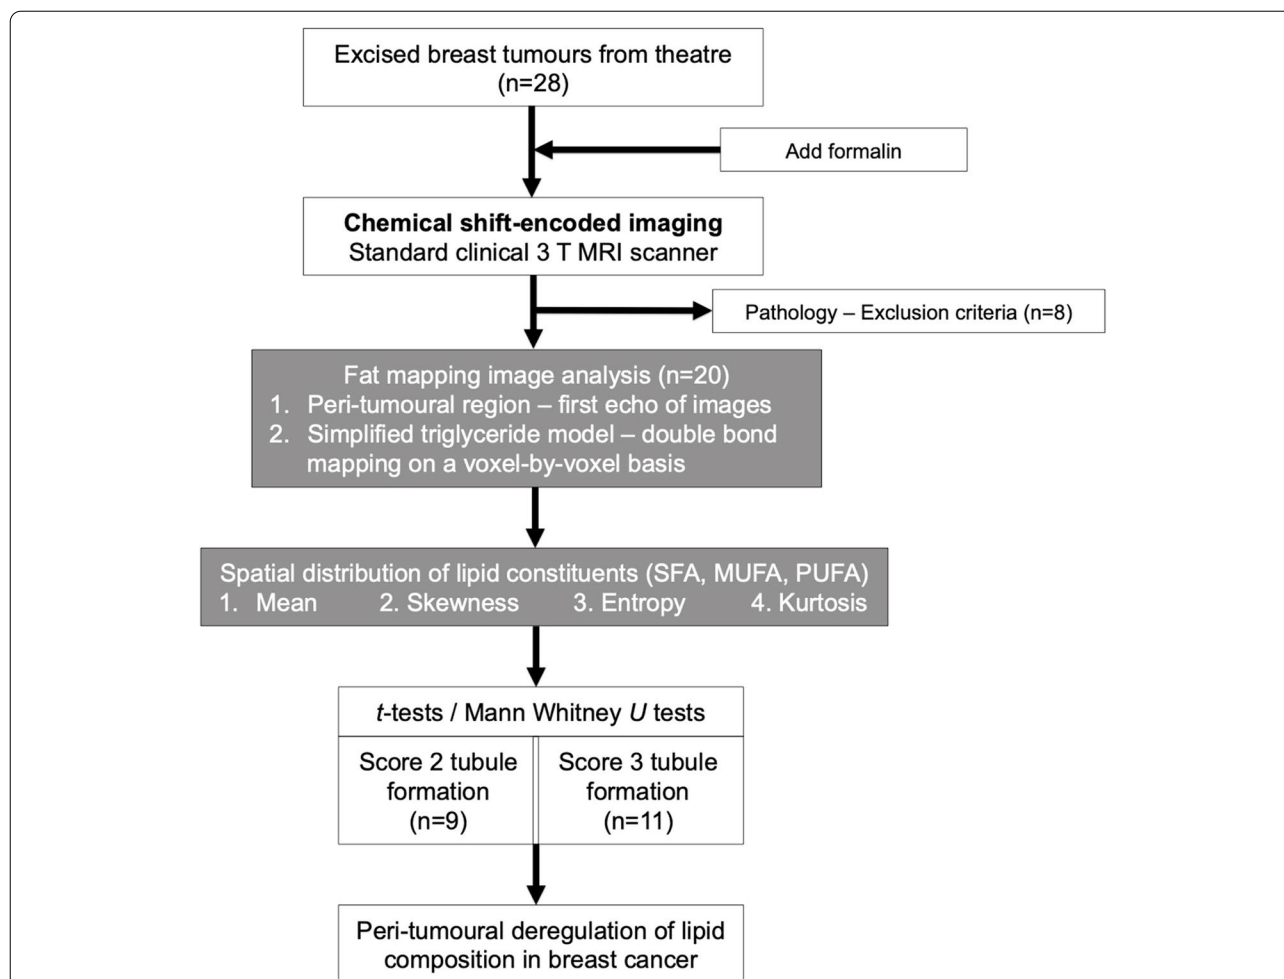 Excised breast tumours from theatre
(n=28)
Add formalin
Chemical shift-encoded imaging
Standard clinical 3 T MRI scanner
Pathology – Exclusion criteria (n=8)
Fat mapping image analysis (n=20)
1. Peri-tumoural region – first echo of images
2. Simplified triglyceride model – double bond
mapping on a voxel-by-voxel basis
Spatial distribution of lipid constituents (SFA, MUFA, PUFA)
1. Mean 2. Skewness 3. Entropy 4. Kurtosis
t-tests / Mann Whitney U tests
Score 2 tubule
formation
(n=9)
Score 3 tubule
formation
(n=11)
Peri-tumoural deregulation of lipid
composition in breast cancer